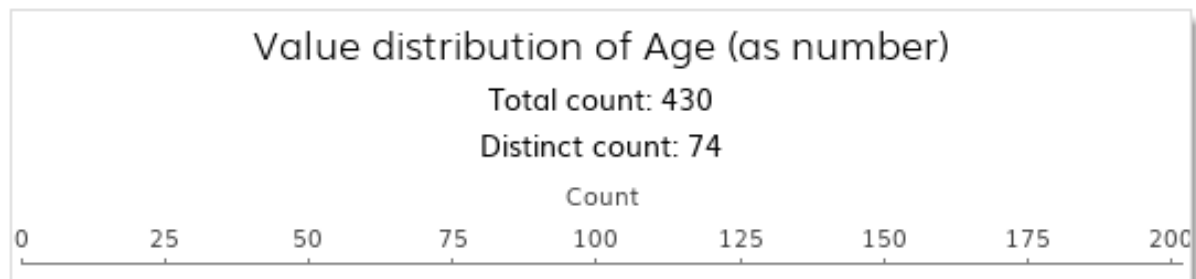 Value distribution of Age (as number)
Total count: 430
Distinct count: 74
Count
0 25 50 75 100 125 150 175 200